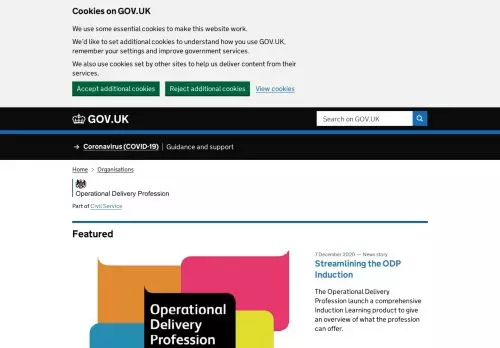 Cookies on GOV.UK
We use some essential cookies to make this website work.
We'd like to set additional cookies to understand how you use GOV.UK,
remember your settings and improve government services.
We also use cookies set by other sites to help us deliver content from their
services.
Accept additional cookies Reject additional cookies View cookies
GOV.UK Search on GOV.UK
→ Coronavirus (COVID-19) Guidance and support
Home > Organisations
Operational Delivery Profession
Part of Civil Service
Featured
7 December 2020 — News story
Streamlining the ODP
Induction
The Operational Delivery
Profession launch a comprehensive
Induction Learning product to give
an overview of what the profession
can offer.
Operational
Delivery
Profession